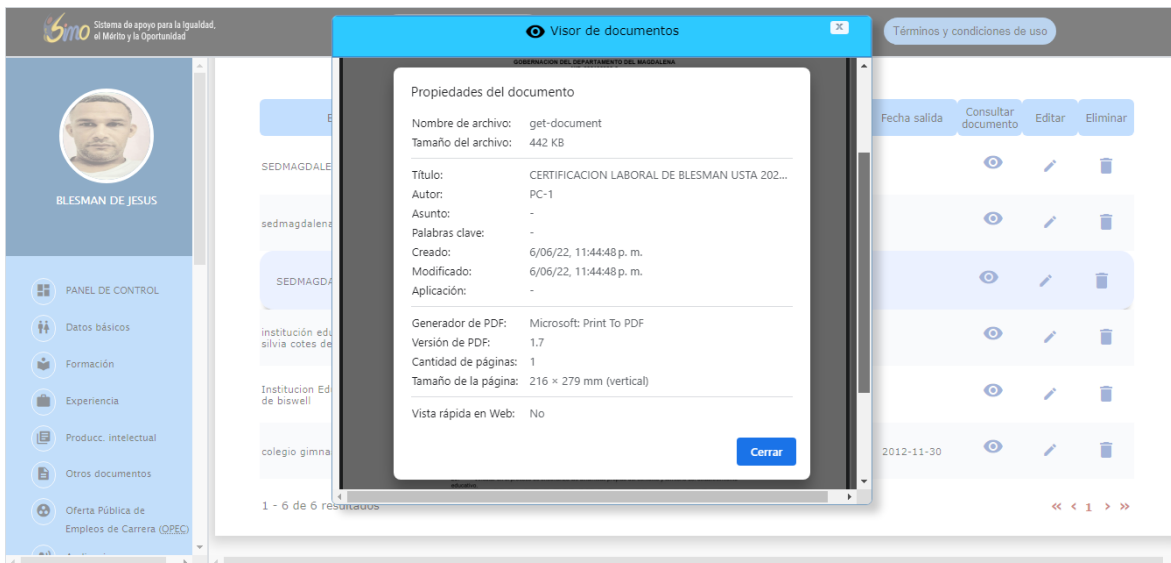 Simo Sistema de apoyo para la Igualdad,
el Mérito y la Oportunidad
Visor de documentos
x
Términos y condiciones de uso
BLESMAN DE JESUS
PANEL DE CONTROL
Datos básicos
Formación
Experiencia
Producc. intelectual
Otros documentos
Oferta Pública de
Empleos de Carrera (OPEC)
GOBERNACION DEL DEPARTAMENTO DEL MAGDALENA
Propiedades del documento
Nombre de archivo: get-document
Tamaño del archivo: 442 KB
Título: CERTIFICACION LABORAL DE BLESMAN USTA 202...
Autor: PC-1
Asunto: -
Palabras clave: -
Creado: 6/06/22, 11:44:48 p. m.
Modificado: 6/06/22, 11:44:48 p. m.
Aplicación: -
Generador de PDF: Microsoft: Print To PDF
Versión de PDF: 1.7
Cantidad de páginas: 1
Tamaño de la página: 216 × 279 mm (vertical)
Vista rápida en Web: No
Cerrar
educativo.
E
Fecha salida
Consultar
documento
Editar
Eliminar
SEDMAGDALE
sedmagdalena
SEDMAGDA
institución edu
silvia cotes de
Institucion Edu
de biswell
colegio gimna
2012-11-30
1 - 6 de 6 resultados
« < 1 > »